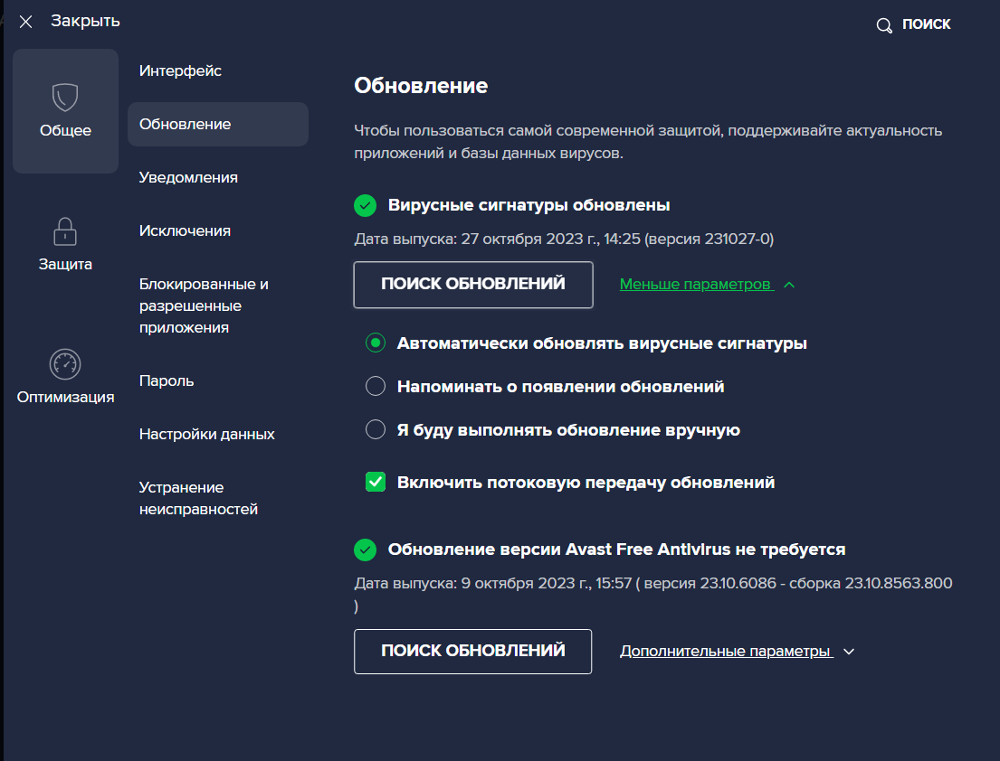 Закрыть
ПОИСК
Общее
Защита
Оптимизация
Интерфейс
Обновление
Уведомления
Исключения
Блокированные и
разрешенные
приложения
Пароль
Настройки данных
Устранение
неисправностей
Обновление
Чтобы пользоваться самой современной защитой, поддерживайте актуальность
приложений и базы данных вирусов.
Вирусные сигнатуры обновлены
Дата выпуска: 27 октября 2023 г., 14:25 (версия 231027-0)
ПОИСК ОБНОВЛЕНИЙ
Меньше параметров
Автоматически обновлять вирусные сигнатуры
Напоминать о появлении обновлений
Я буду выполнять обновление вручную
Включить потоковую передачу обновлений
Обновление версии Avast Free Antivirus не требуется
Дата выпуска: 9 октября 2023 г., 15:57 ( версия 23.10.6086 - сборка 23.10.8563.800
)
ПОИСК ОБНОВЛЕНИЙ
Дополнительные параметры